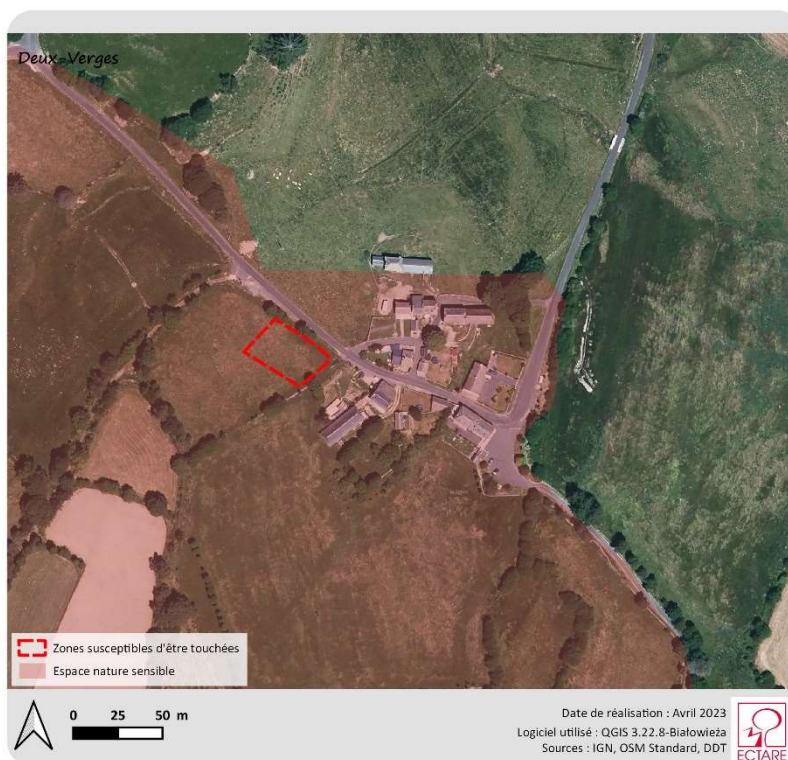 Deux-Verges
Zones susceptibles d'être touchées
Espace nature sensible
0 25 50 m
Date de réalisation : Avril 2023
Logiciel utilisé : QGIS 3.22.8-Białowieża
Sources : IGN, OSM Standard, DDT
ECTARE